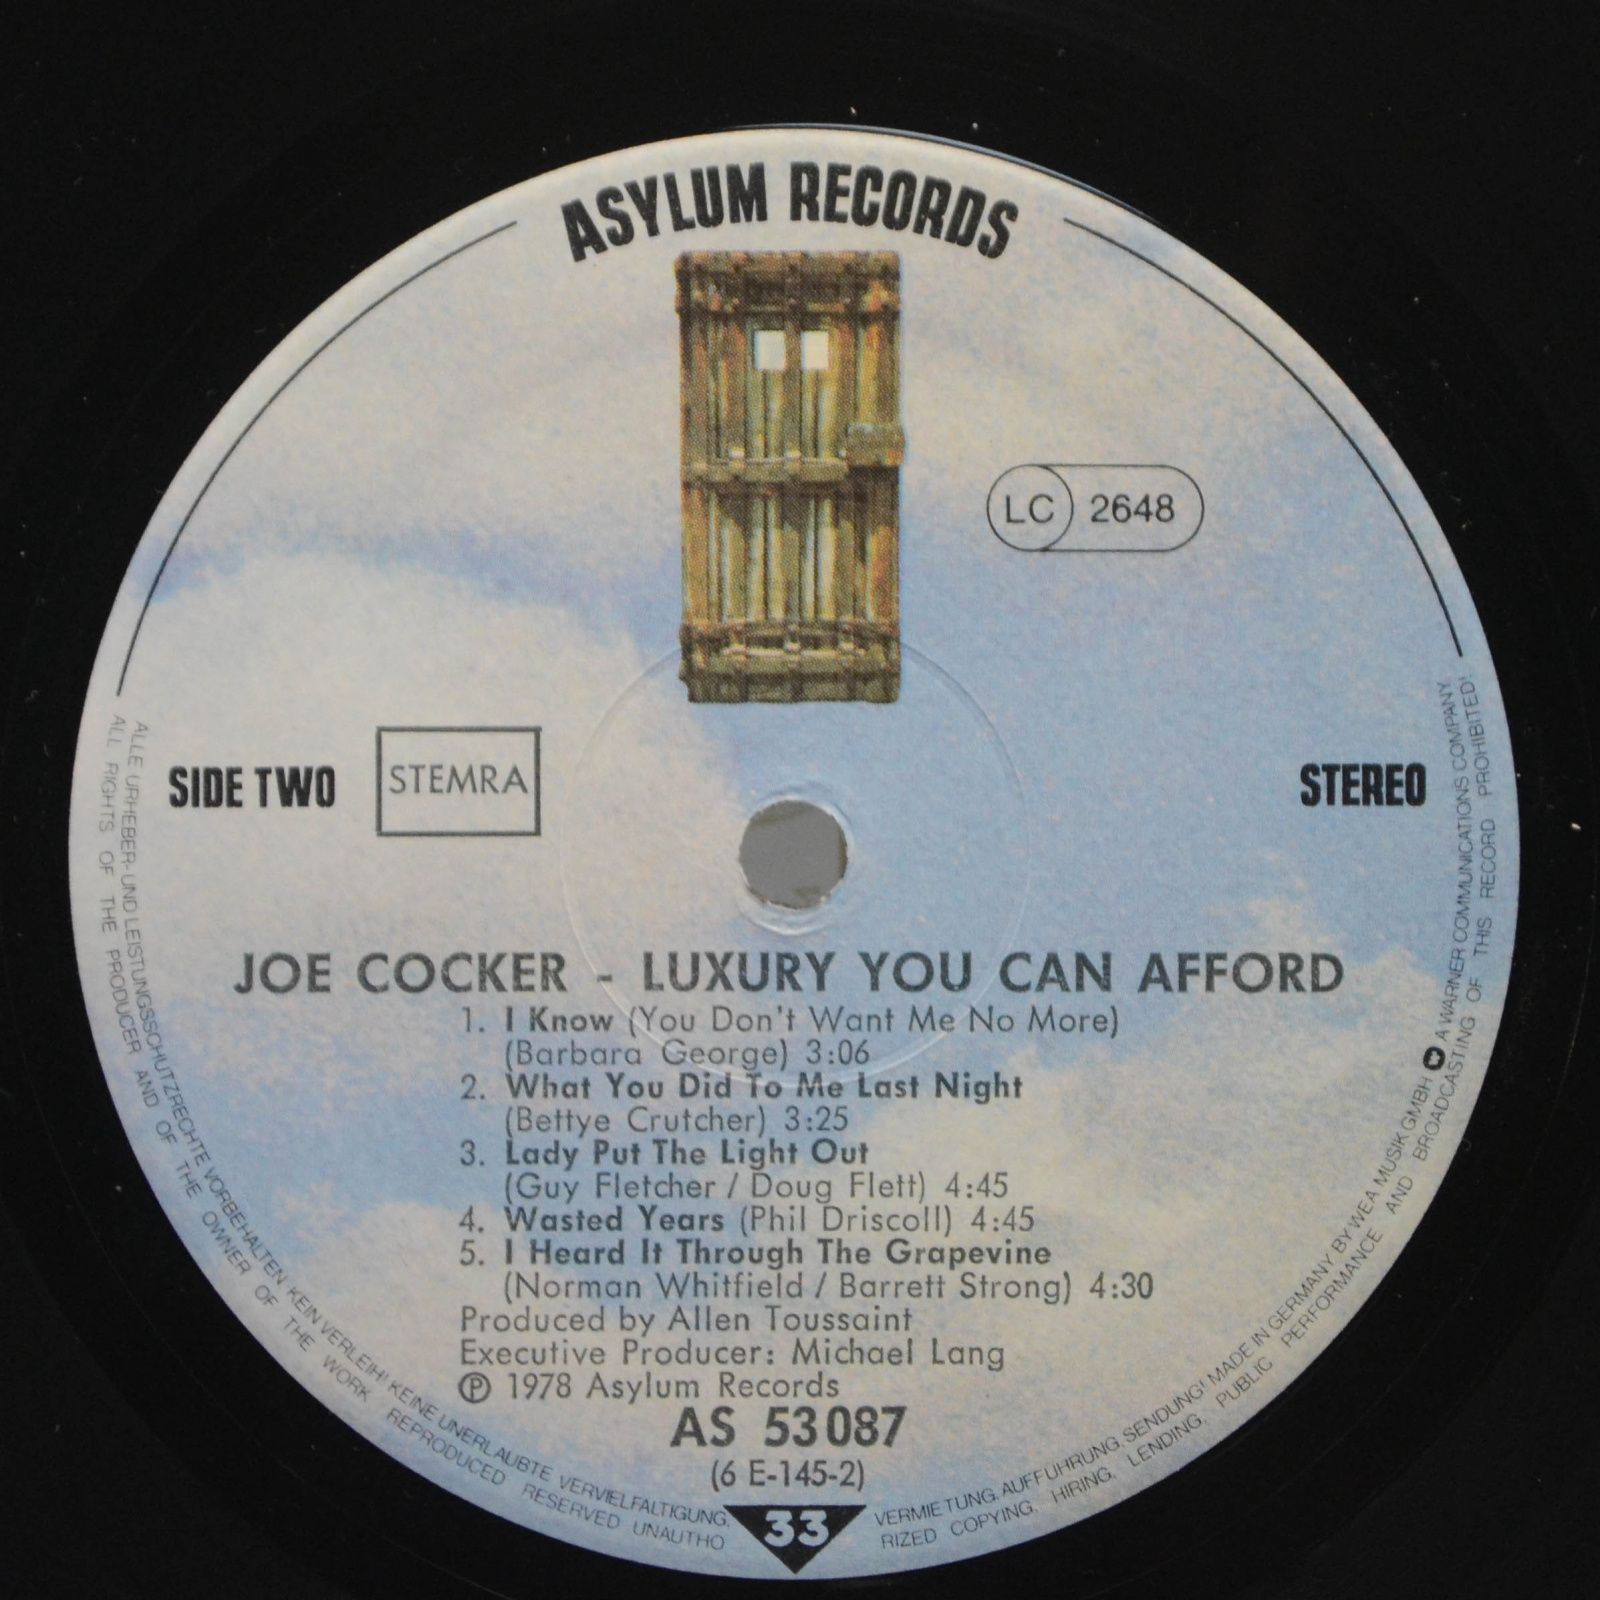 ASYLUM RECORDS
LC 2648
SIDE TWO
STEMRA
STEREO
JOE COCKER - LUXURY YOU CAN AFFORD
1. I Know (You Don't Want Me No More)
(Barbara George) 3:06
2. What You Did To Me Last Night
(Bettye Crutcher) 3:25
3. Lady Put The Light Out
(Guy Fletcher / Doug Flett) 4:45
4. Wasted Years (Phil Driscoll) 4:45
5. I Heard It Through The Grapevine
(Norman Whitfield / Barrett Strong) 4:30
Produced by Allen Toussaint
Executive Producer: Michael Lang
Ⓟ 1978 Asylum Records
AS 53 087
(6 E-145-2)
33
ALLE URHEBER- UND LEISTUNGSSCHUTZRECHTE VORBEHALTEN KEIN VERLEIH! KEINE UNERLAUBTE VERVIELFALTIGUNG, VERMIETUNG, AUFFUHRUNG, SENDUNG! MADE IN GERMANY BY WEA MUSIK GMBH A WARNER COMMUNICATIONS COMPANY
ALL RIGHTS OF THE PRODUCER AND OF THE OWNER OF THE WORK REPRODUCED RESERVED UNAUTHORIZED COPYING, HIRING, LENDING, PUBLIC PERFORMANCE AND BROADCASTING OF THIS RECORD PROHIBITED!